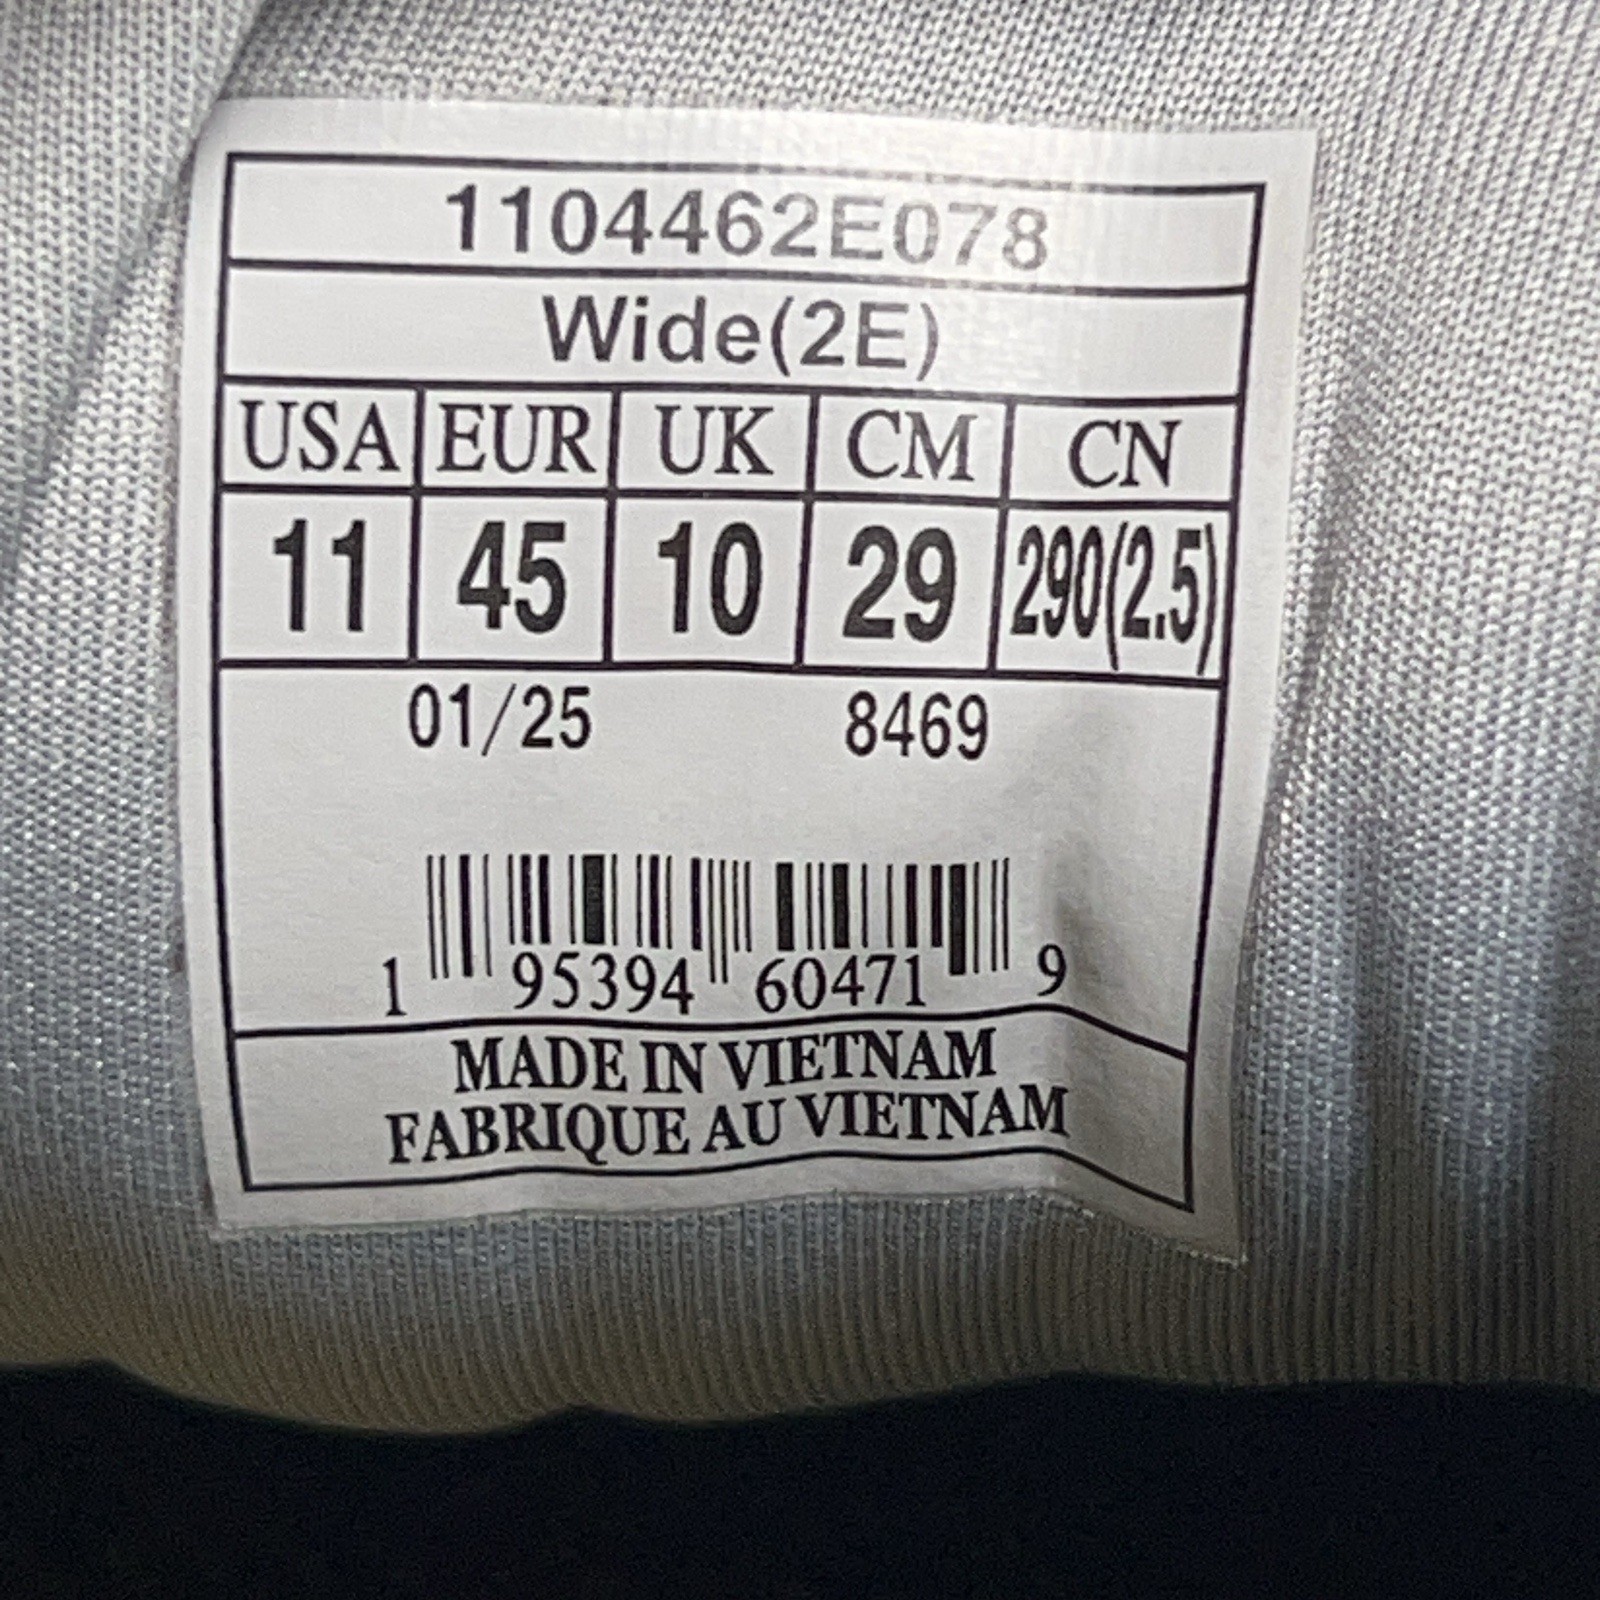 1104462E078
Wide(2E)
USA EUR UK CM CN
11 45 10 29 290(2.5)
01/25 8469
1 95394 60471 9
MADE IN VIETNAM
FABRIQUE AU VIETNAM